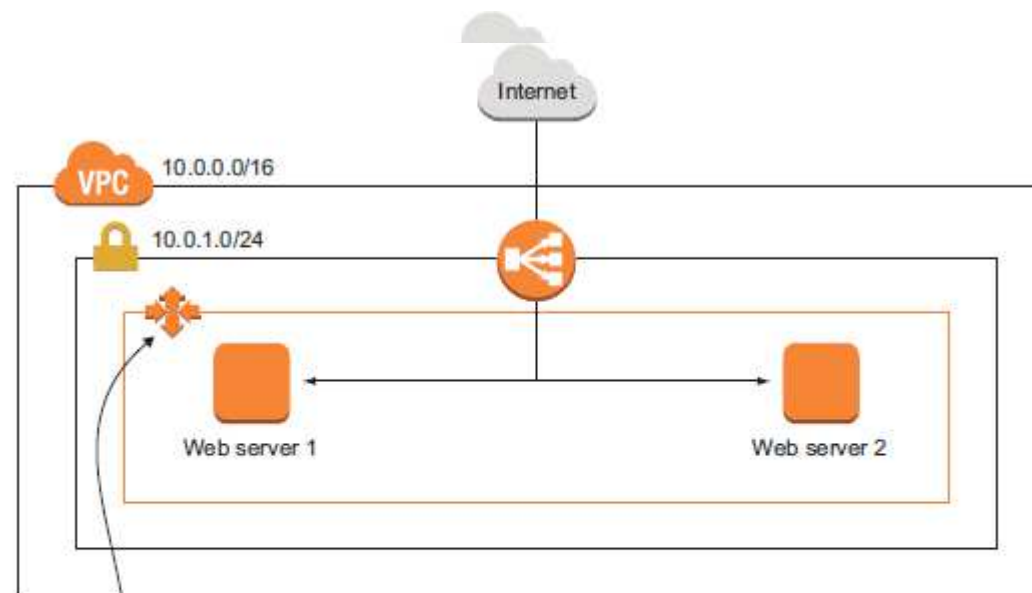 Internet
VPC
10.0.0.0/16
10.0.1.0/24
Web server 1
Web server 2